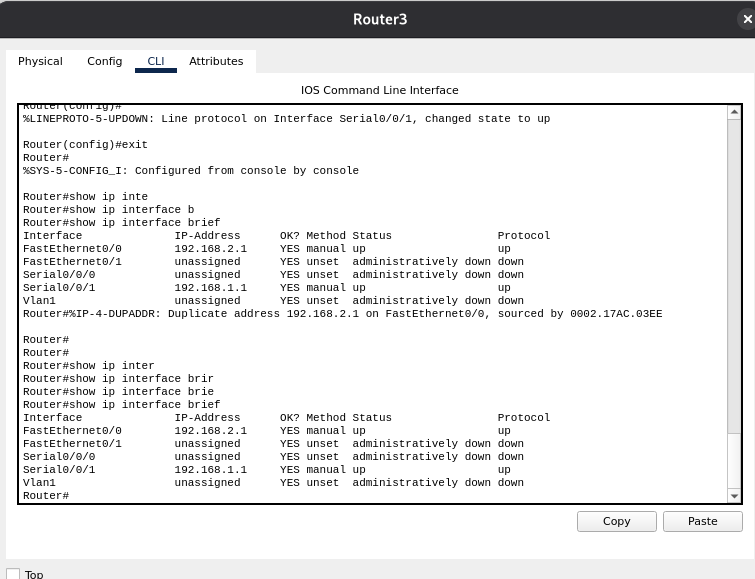 Router3
Physical Config CLI Attributes
IOS Command Line Interface
Router(config)#
%LINEPROTO-5-UPDOWN: Line protocol on Interface Serial0/0/1, changed state to up
Router(config)#exit
Router#
%SYS-5-CONFIG_I: Configured from console by console
Router#show ip inte
Router#show ip interface b
Router#show ip interface brief
Interface IP-Address OK? Method Status Protocol
FastEthernet0/0 192.168.2.1 YES manual up up
FastEthernet0/1 unassigned YES unset administratively down down
Serial0/0/0 unassigned YES unset administratively down down
Serial0/0/1 192.168.1.1 YES manual up up
Vlan1 unassigned YES unset administratively down down
Router#%IP-4-DUPADDR: Duplicate address 192.168.2.1 on FastEthernet0/0, sourced by 0002.17AC.03EE
Router#
Router#
Router#show ip inter
Router#show ip interface brir
Router#show ip interface brie
Router#show ip interface brief
Interface IP-Address OK? Method Status Protocol
FastEthernet0/0 192.168.2.1 YES manual up up
FastEthernet0/1 unassigned YES unset administratively down down
Serial0/0/0 unassigned YES unset administratively down down
Serial0/0/1 192.168.1.1 YES manual up up
Vlan1 unassigned YES unset administratively down down
Router#
Copy Paste
Top